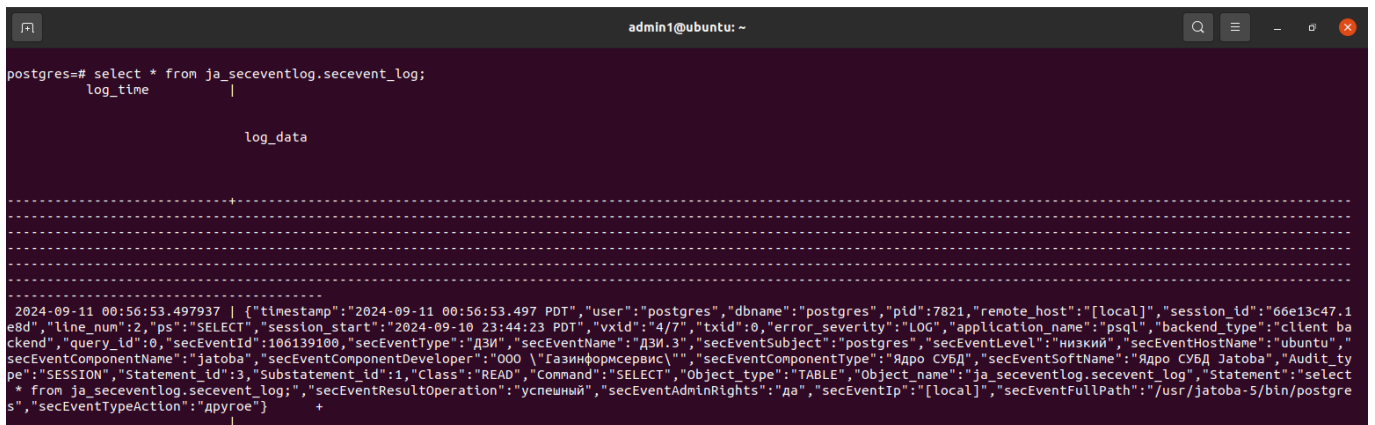 admin1@ubuntu: ~
postgres=# select * from ja_seceventlog.secevent_log;
log_time |
log_data
----------------------------+-----------------------------------------------------------------------------------------------------------------------------------------------
2024-09-11 00:56:53.497937 | {"timestamp":"2024-09-11 00:56:53.497 PDT","user":"postgres","dbname":"postgres","pid":7821,"remote_host":"[local]","session_id":"66e13c47.1
e8d","line_num":2,"ps":"SELECT","session_start":"2024-09-10 23:44:23 PDT","vxid":"4/7","txid":0,"error_severity":"LOG","application_name":"psql","backend_type":"client ba
ckend","query_id":0,"secEventId":106139100,"secEventType":"ДЗИ","secEventName":"ДЗИ.3","secEventSubject":"postgres","secEventLevel":"низкий","secEventHostName":"ubuntu","
secEventComponentName":"jatoba","secEventComponentDeveloper":"ООО \"Газинформсервис\"","secEventComponentType":"Ядро СУБД","secEventSoftName":"Ядро СУБД Jatoba","Audit_ty
pe":"SESSION","Statement_id":3,"Substatement_id":1,"Class":"READ","Command":"SELECT","Object_type":"TABLE","Object_name":"ja_seceventlog.secevent_log","Statement":"select
* from ja_seceventlog.secevent_log;","secEventResultOperation":"успешный","secEventAdminRights":"да","secEventIp":"[local]","secEventFullPath":"/usr/jatoba-5/bin/postgre
s","secEventTypeAction":"другое"} +
|